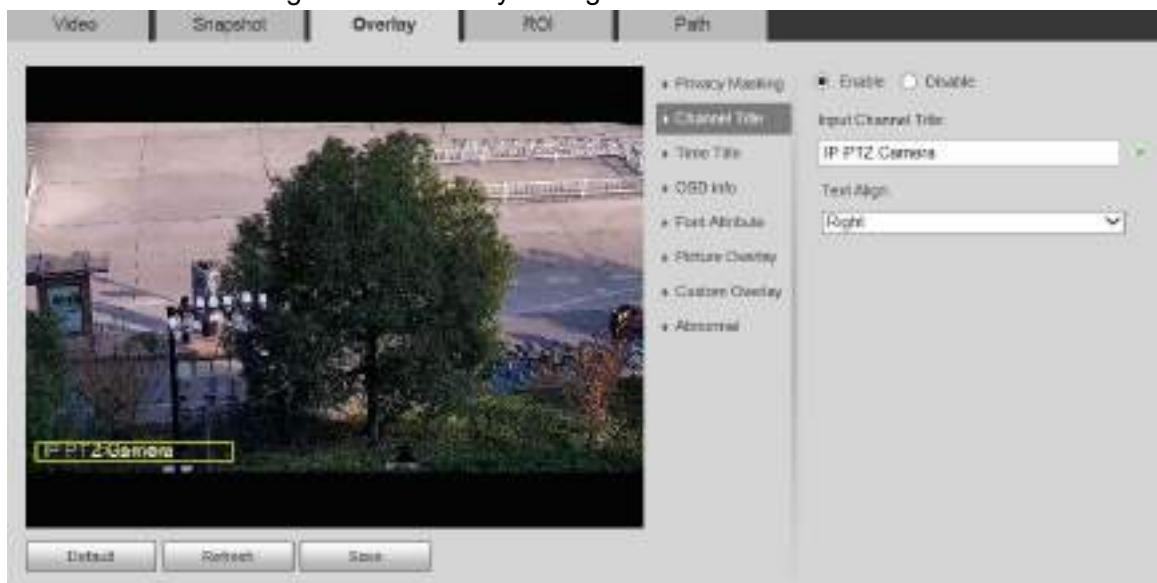 Video Snapshot Overlay ROI Path
Privacy Masking
Enable Disable
Channel Title
Input Channel Title:
Time Title
IP PTZ Camera
OSD Info
Text Align
Font Attribute
Right
Picture Overlay
Custom Overlay
Abnormal
IP PTZ Camera
Default Refresh Save